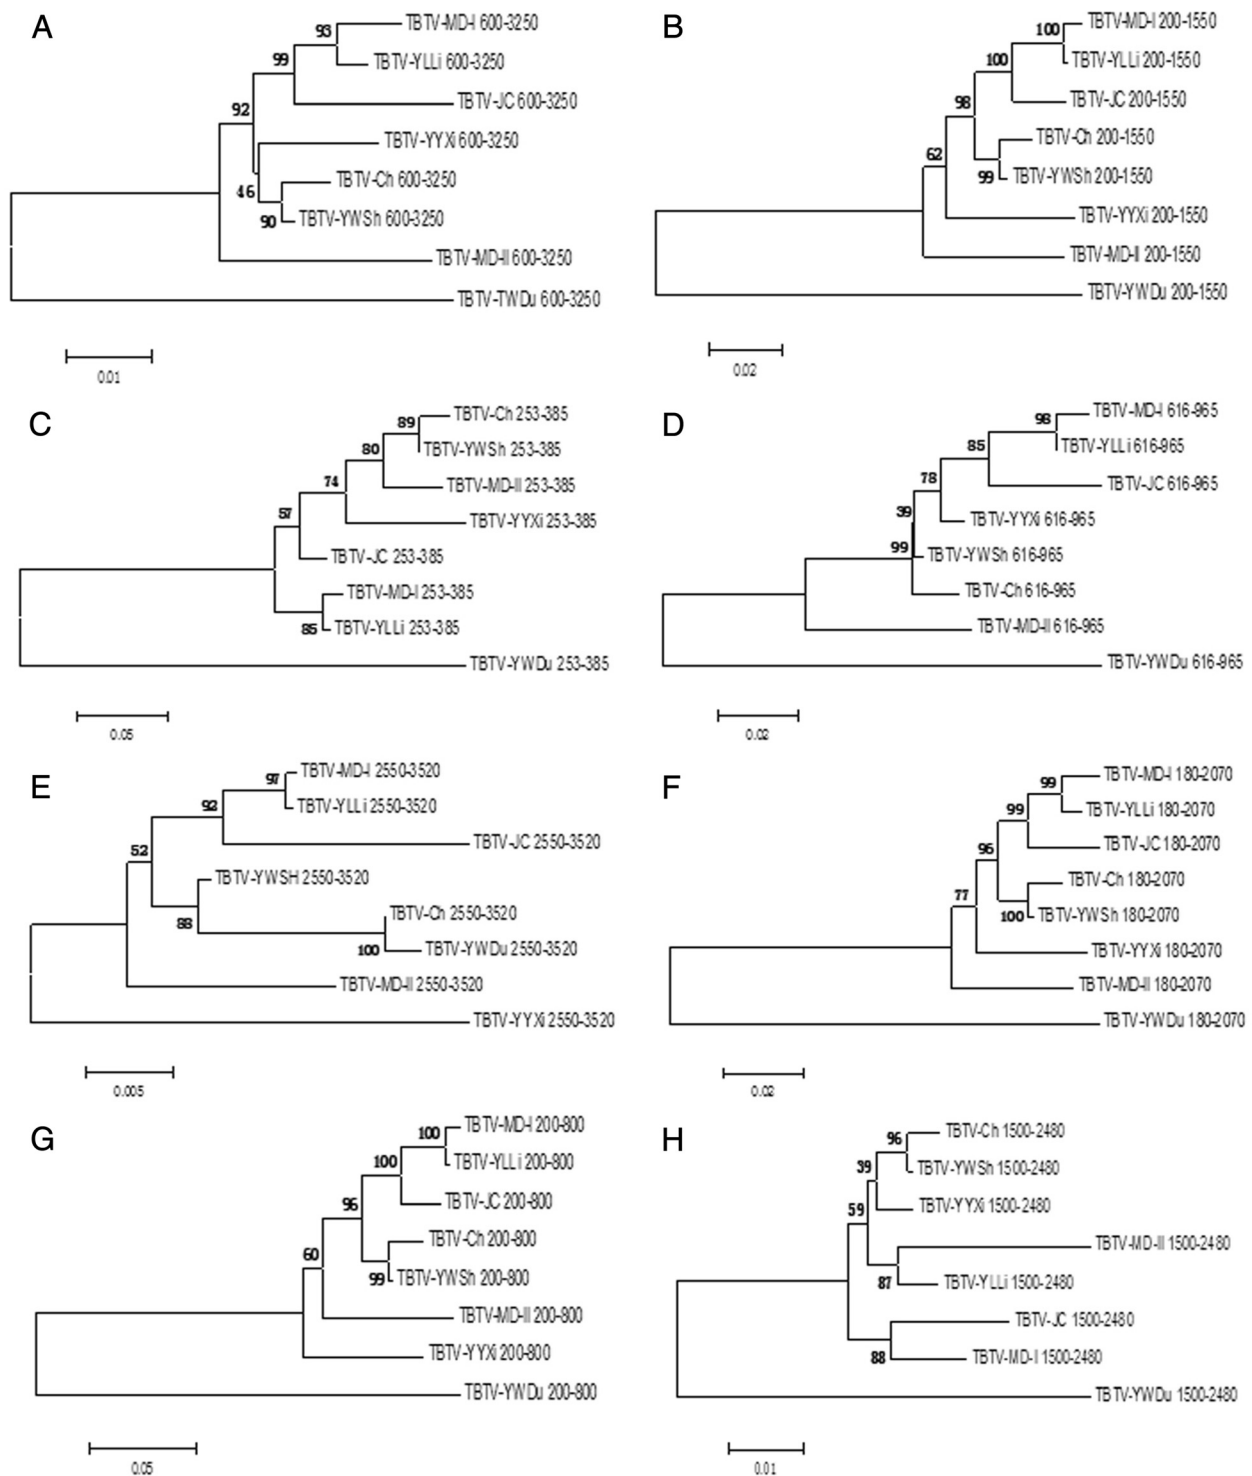 A
93
TBTV-MD-I 600-3250
99
TBTV-YLLi 600-3250
TBTV-JC 600-3250
92
TBTV-YYXi 600-3250
TBTV-Ch 600-3250
46
90
TBTV-YWSh 600-3250
TBTV-MD-II 600-3250
TBTV-TWDu 600-3250
0.01
B
100
TBTV-MD-I 200-1550
100
TBTV-YLLi 200-1550
TBTV-JC 200-1550
98
TBTV-Ch 200-1550
62
99
TBTV-YWSh 200-1550
TBTV-YYXi 200-1550
TBTV-MD-II 200-1550
TBTV-YWDu 200-1550
0.02
C
89
TBTV-Ch 253-385
80
TBTV-YWSh 253-385
74
TBTV-MD-II 253-385
57
TBTV-YYXi 253-385
TBTV-JC 253-385
TBTV-MD-I 253-385
85
TBTV-YLLi 253-385
TBTV-YWDu 253-385
0.05
D
98
TBTV-MD-I 616-965
85
TBTV-YLLi 616-965
78
TBTV-JC 616-965
39
TBTV-YYXi 616-965
99
TBTV-YWSh 616-965
TBTV-Ch 616-965
TBTV-MD-II 616-965
TBTV-YWDu 616-965
0.02
E
97
TBTV-MD-I 2550-3520
92
TBTV-YLLi 2550-3520
TBTV-JC 2550-3520
52
TBTV-YWSH 2550-3520
88
TBTV-Ch 2550-3520
100
TBTV-YWDu 2550-3520
TBTV-MD-II 2550-3520
TBTV-YYXi 2550-3520
0.005
F
99
TBTV-MD-I 180-2070
99
TBTV-YLLi 180-2070
96
TBTV-JC 180-2070
TBTV-Ch 180-2070
77
100
TBTV-YWSh 180-2070
TBTV-YYXi 180-2070
TBTV-MD-II 180-2070
TBTV-YWDu 180-2070
0.02
G
100
TBTV-MD-I 200-800
100
TBTV-YLLi 200-800
96
TBTV-JC 200-800
TBTV-Ch 200-800
60
99
TBTV-YWSh 200-800
TBTV-MD-II 200-800
TBTV-YYXi 200-800
TBTV-YWDu 200-800
0.05
H
96
TBTV-Ch 1500-2480
39
TBTV-YWSh 1500-2480
59
TBTV-YYXi 1500-2480
TBTV-MD-II 1500-2480
87
TBTV-YLLi 1500-2480
TBTV-JC 1500-2480
88
TBTV-MD-I 1500-2480
TBTV-YWDu 1500-2480
0.01